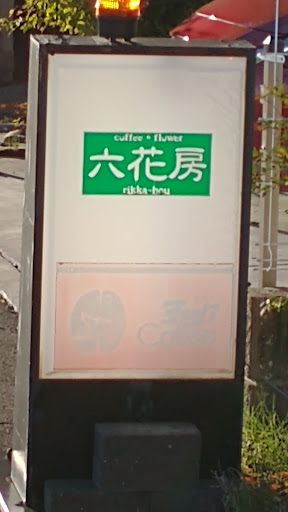 coffee • flower
六花房
rikka-bou